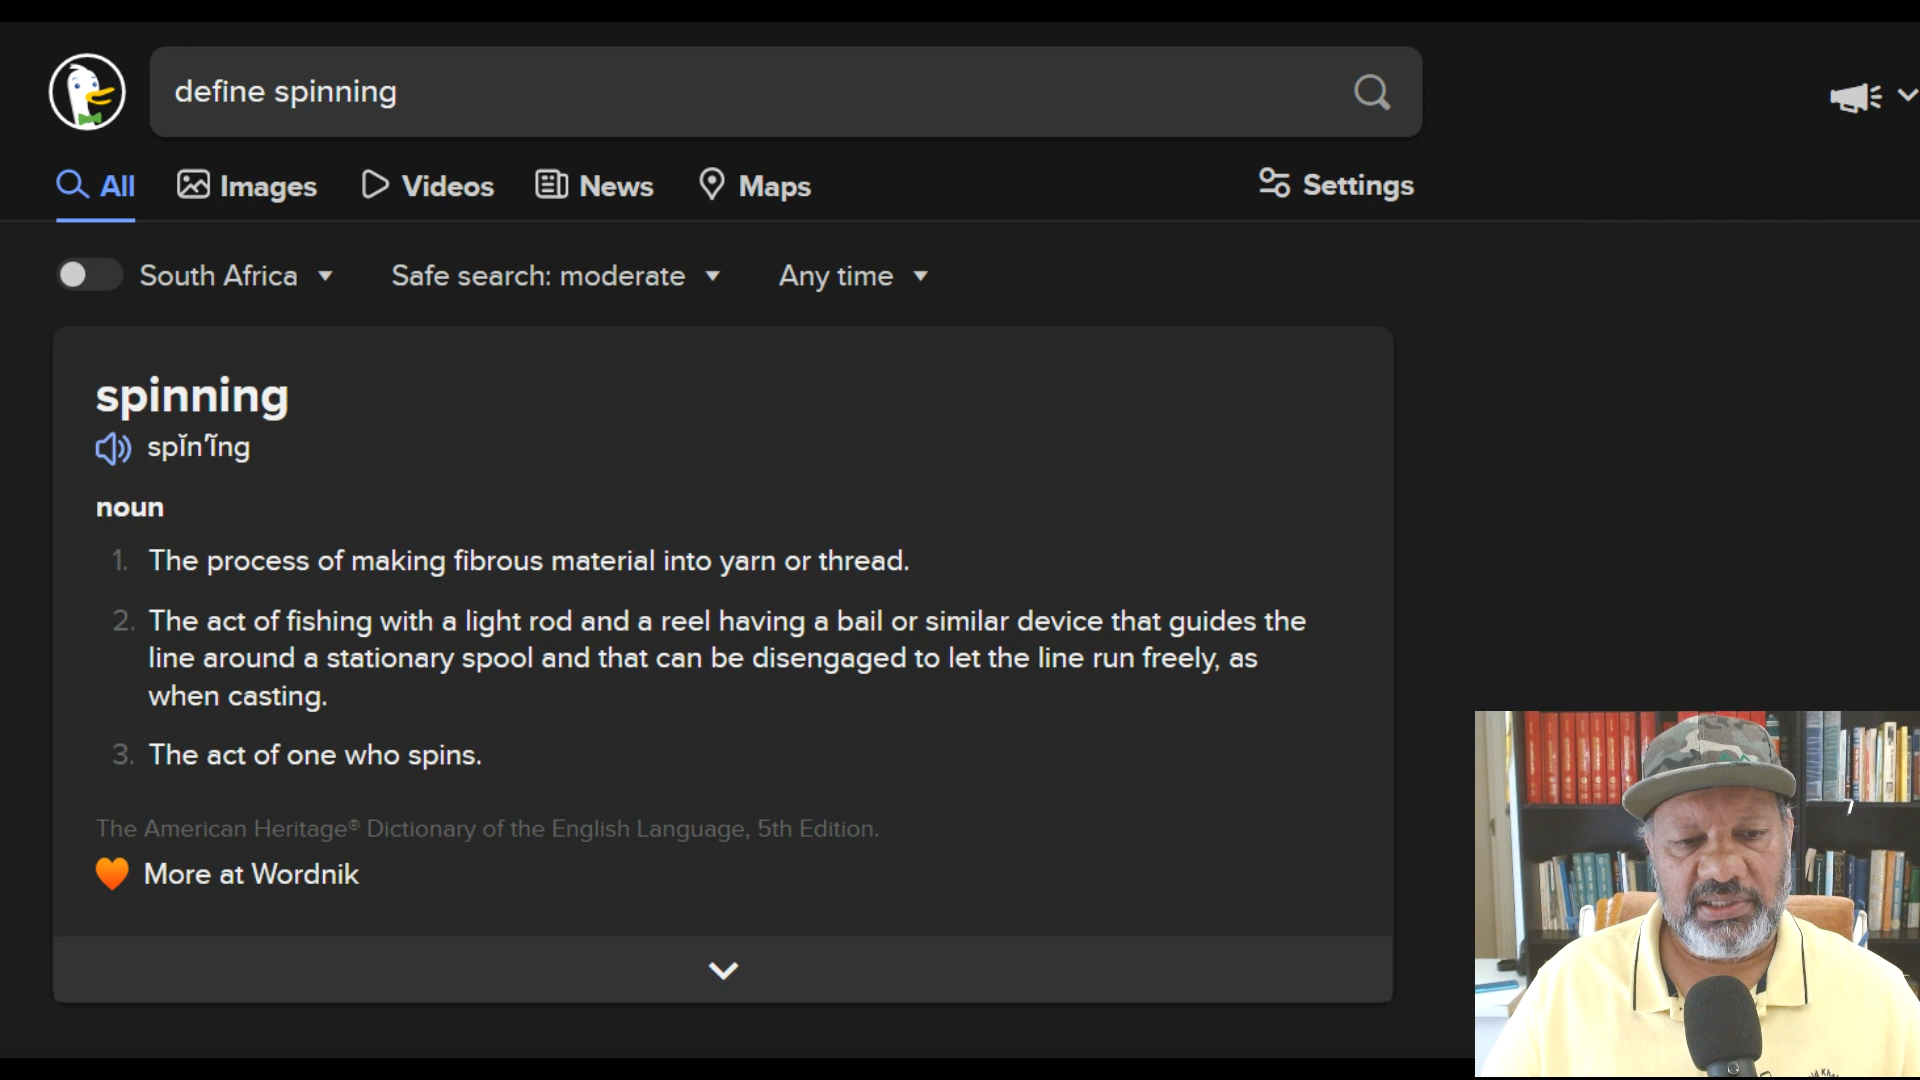 define spinning
All Images Videos News Maps Settings
South Africa Safe search: moderate Any time
spinning
spĭn′ĭng
noun
1. The process of making fibrous material into yarn or thread.
2. The act of fishing with a light rod and a reel having a bail or similar device that guides the
line around a stationary spool and that can be disengaged to let the line run freely, as
when casting.
3. The act of one who spins.
The American Heritage® Dictionary of the English Language, 5th Edition.
More at Wordnik